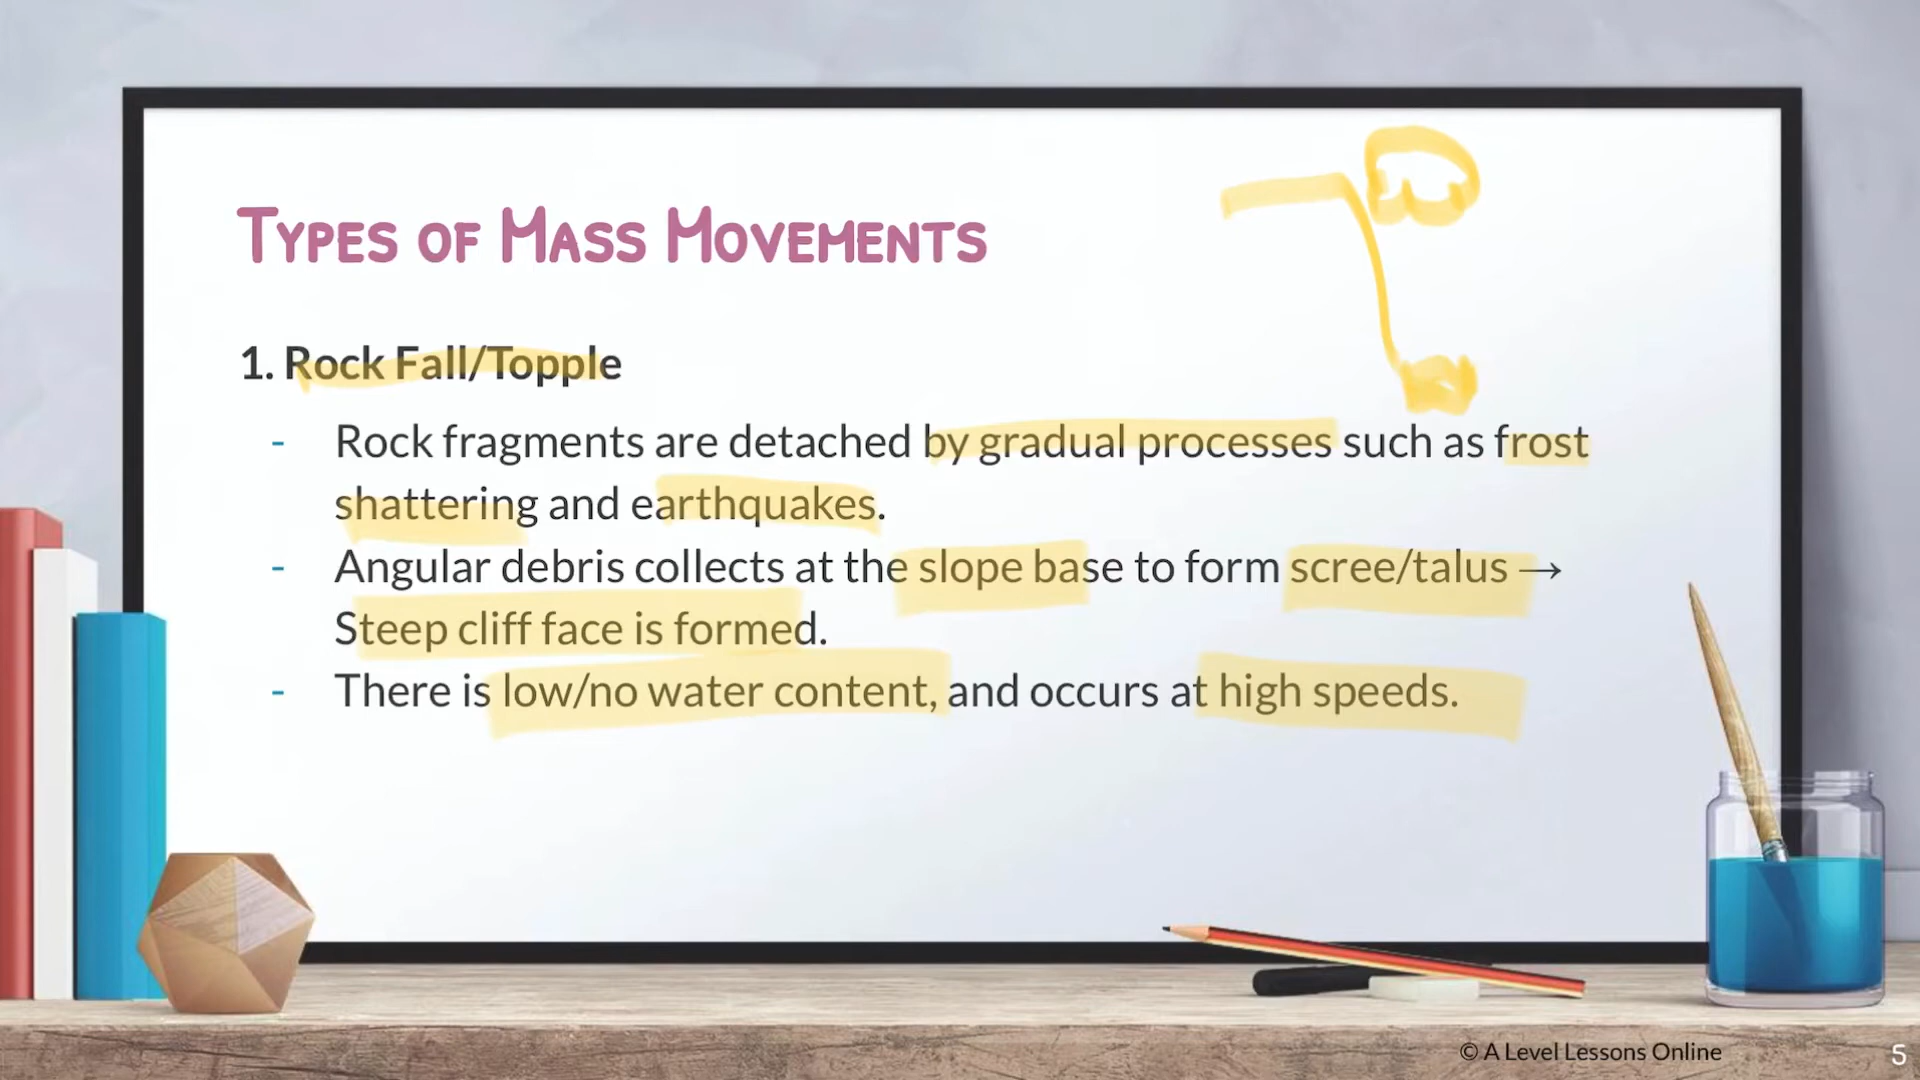 Types of Mass Movements
1. Rock Fall/Topple
- Rock fragments are detached by gradual processes such as frost
shattering and earthquakes.
- Angular debris collects at the slope base to form scree/talus →
Steep cliff face is formed.
- There is low/no water content, and occurs at high speeds.
© A Level Lessons Online
5